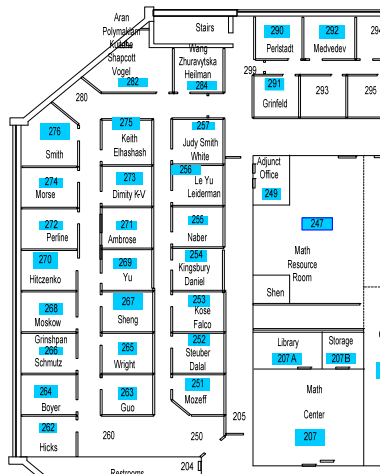 Aran
Polymakiam
Kutahe
Shapcott
Vogel
282
Stairs
Wang
Zhuravytska
Heilman
284
290
Perlstadt
292
Medvedev
294
299
291
Grinfeld
293
295
280
276
Smith
275
Keith
Elhashash
257
Judy Smith
White
274
Morse
273
Dimity K-V
256
Le Yu
Leiderman
Adjunct
Office
249
272
Perline
271
Ambrose
255
Naber
247
Math
Resource
Room
270
Hitczenko
269
Yu
254
Kingsbury
Daniel
Shen
268
Moskow
267
Sheng
253
Kose
Falco
Grinshpan
266
Schmutz
265
Wright
252
Steuber
Dalal
Library
207 A
Storage
207 B
264
Boyer
263
Guo
251
Mozeff
Math
Center
207
262
Hicks
260
250
205
204
Restrooms